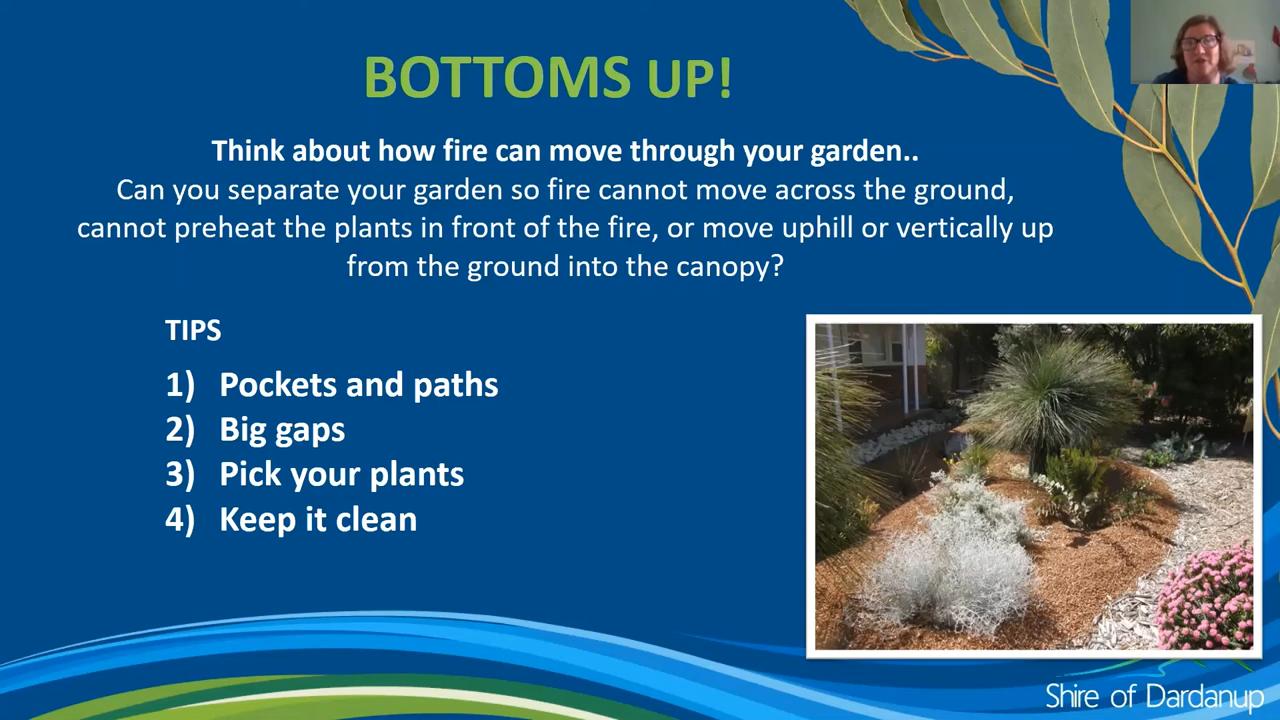 BOTTOMS UP!
Think about how fire can move through your garden..
Can you separate your garden so fire cannot move across the ground,
cannot preheat the plants in front of the fire, or move uphill or vertically up
from the ground into the canopy?
TIPS
1) Pockets and paths
2) Big gaps
3) Pick your plants
4) Keep it clean
Shire of Dardanup